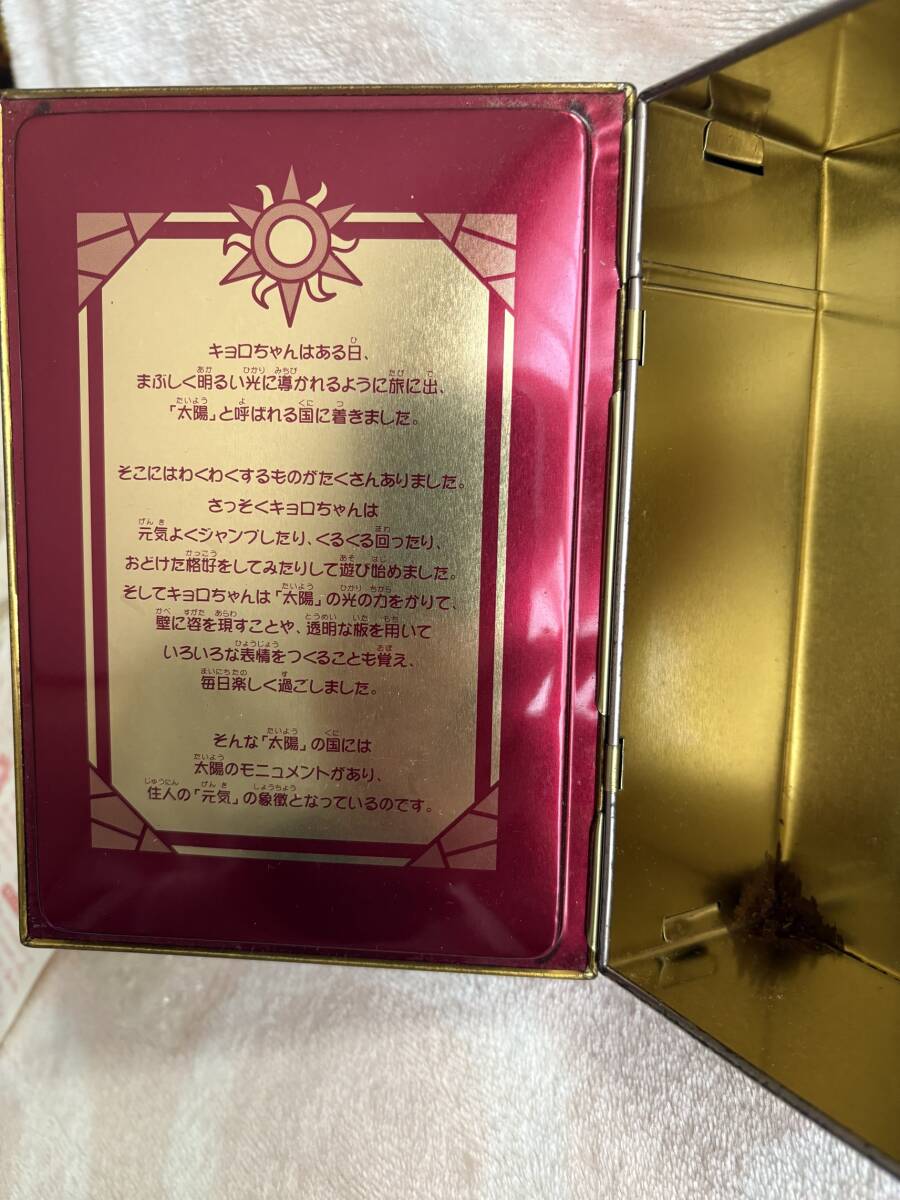 キョロちゃんはある日、
まぶしく明るい光に導かれるように旅に出、
「太陽」と呼ばれる国に着きました。
そこにはわくわくするものがたくさんありました。
さっそくキョロちゃんは
元気よくジャンプしたり、くるくる回ったり、
おどけた格好をしてみたりして遊び始めました。
そしてキョロちゃんは「太陽」の光の力をかりて、
壁に姿を現すことや、透明な板を用いて
いろいろな表情をつくることも覚え、
毎日楽しく過ごしました。
そんな「太陽」の国には
太陽のモニュメントがあり、
住人の「元気」の象徴となっているのです。